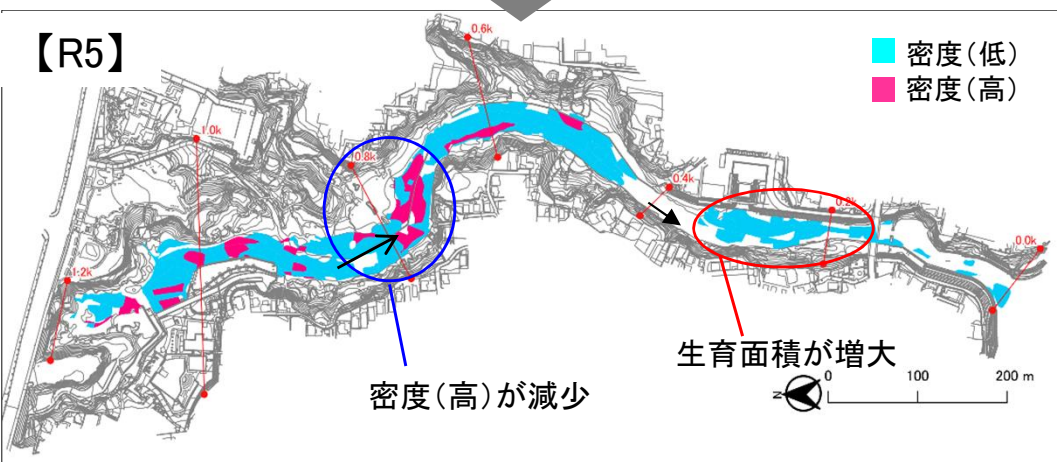 【R5】
密度(低)
密度(高)
0.6k
1.0k
0.8k
0.4k
0.2k
0.0k
1.2k
生育面積が増大
密度(高)が減少
N
0 100 200 m